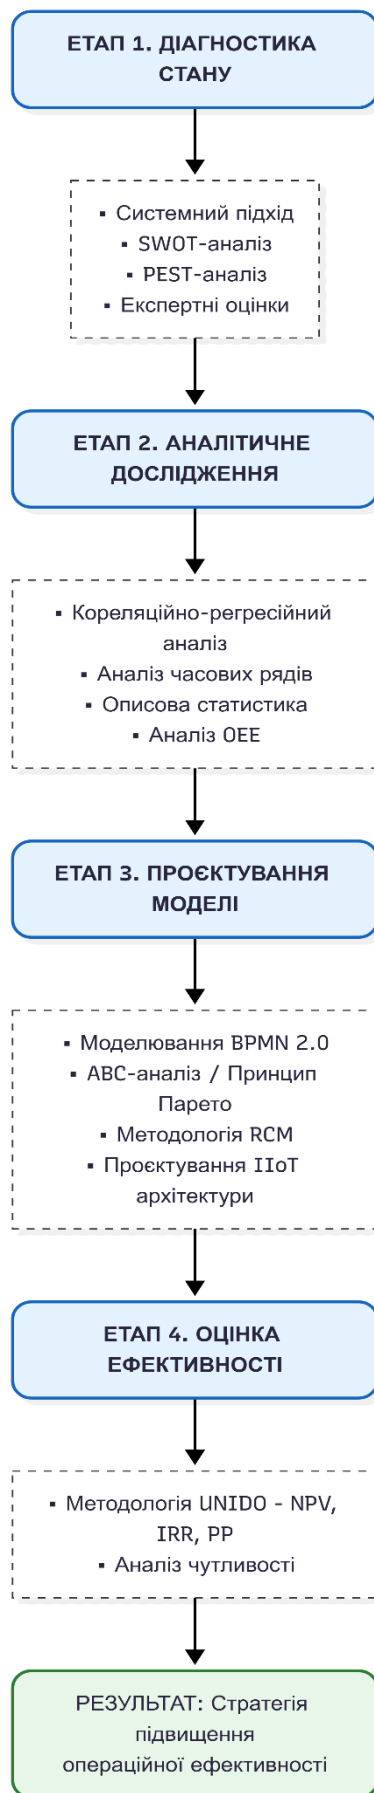 ЕТАП 1. ДІАГНОСТИКА
СТАНУ
▪ Системний підхід
▪ SWOT-аналіз
▪ PEST-аналіз
▪ Експертні оцінки
ЕТАП 2. АНАЛІТИЧНЕ
ДОСЛІДЖЕННЯ
▪ Кореляційно-регресійний
аналіз
▪ Аналіз часових рядів
▪ Описова статистика
▪ Аналіз OEE
ЕТАП 3. ПРОЄКТУВАННЯ
МОДЕЛІ
▪ Моделювання BPMN 2.0
▪ ABC-аналіз / Принцип
Парето
▪ Методологія RCM
▪ Проєктування IIoT
архітектури
ЕТАП 4. ОЦІНКА
ЕФЕКТИВНОСТІ
▪ Методологія UNIDO - NPV,
IRR, PP
▪ Аналіз чутливості
РЕЗУЛЬТАТ: Стратегія
підвищення
операційної ефективності